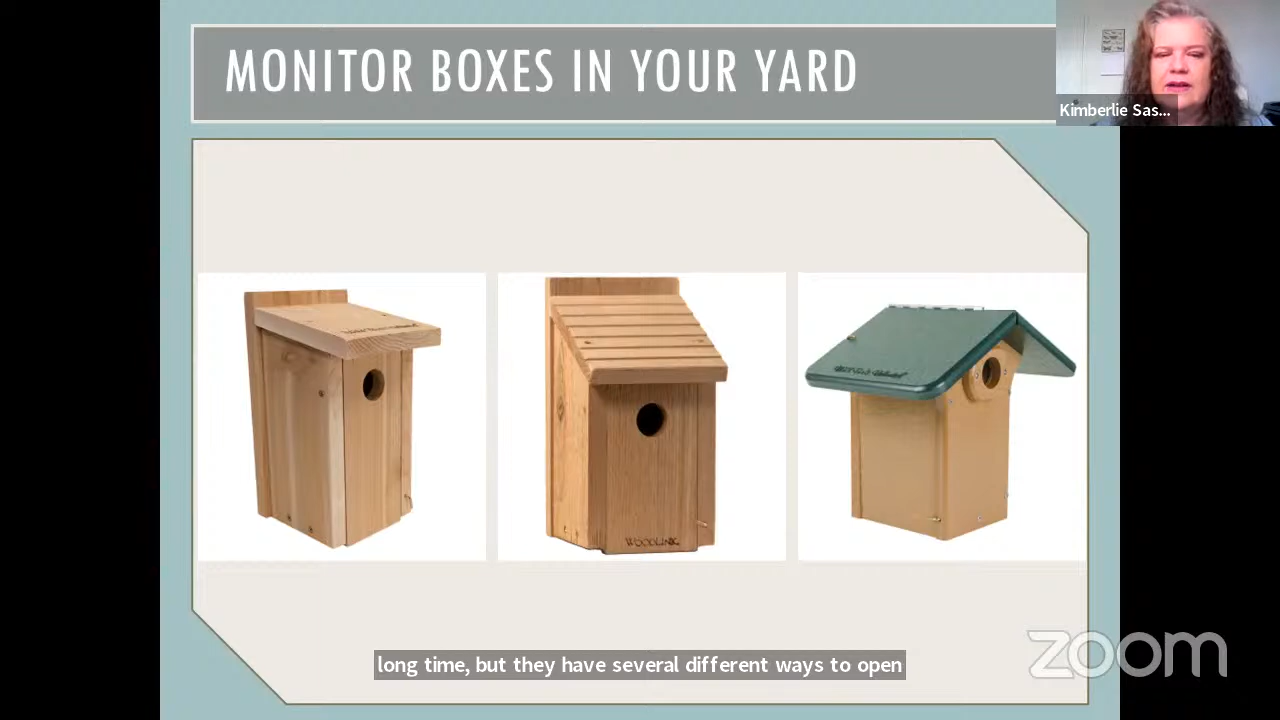 MONITOR BOXES IN YOUR YARD
Kimberlie Sas...
WOODLINK
long time, but they have several different ways to open
zoom